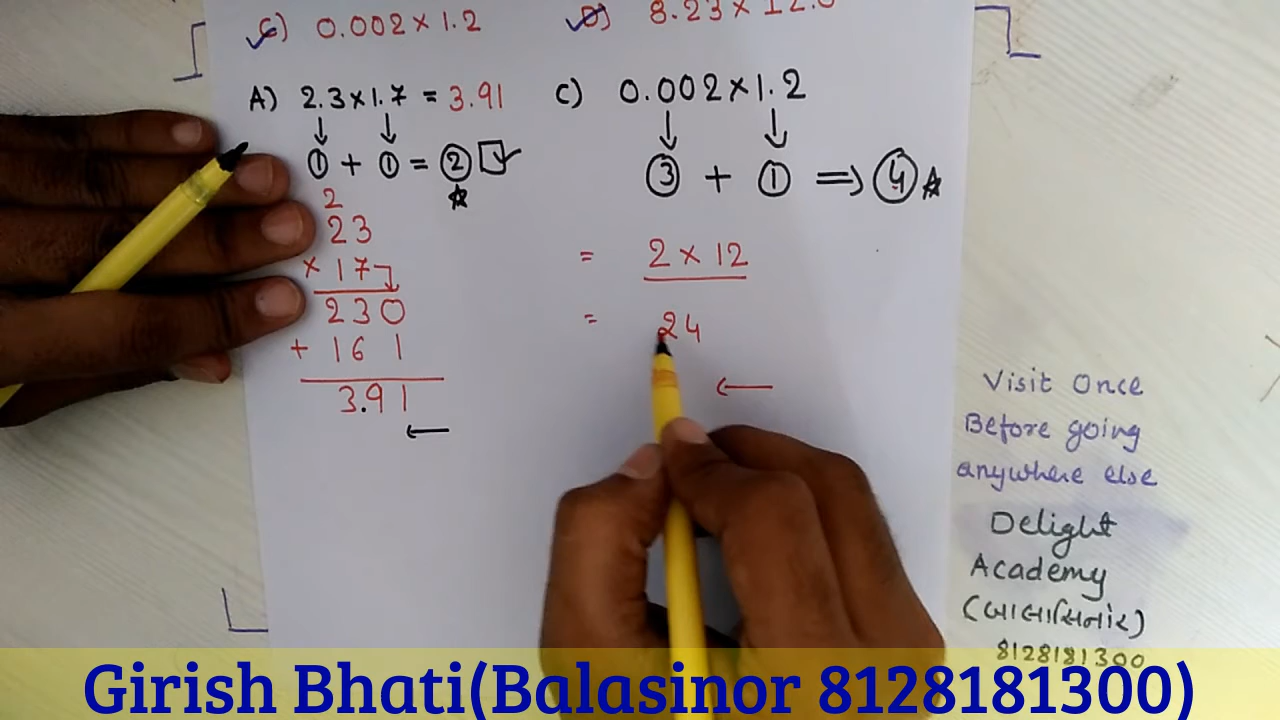 C) 0.002 × 1.2
D) 8.23 × 12.
A) 2.3 × 1.7 = 3.91
↓ ↓
① + ① = ②
2
23
× 17
230
+ 161
3.91
←
C) 0.002 × 1.2
↓ ↓
③ + ① ⇒ ④
= 2 × 12
= 24
←
Visit Once
Before going
anywhere else
Delight
Academy
(બાલાસિનોર)
8128181300
Girish Bhati(Balasinor 8128181300)